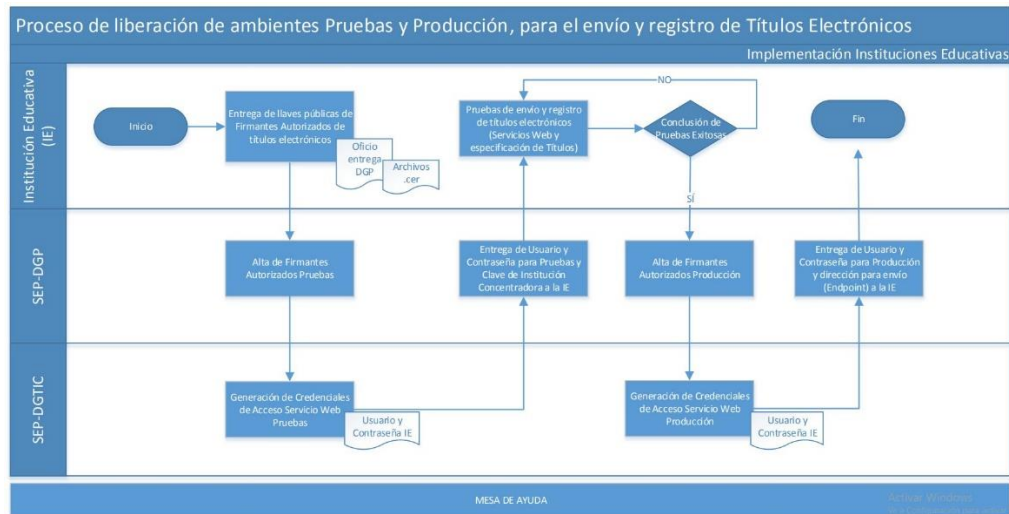 Proceso de liberación de ambientes Pruebas y Producción, para el envío y registro de Títulos Electrónicos
Implementación Instituciones Educativas
Institución Educativa
(IE)
Inicio
Entrega de llaves públicas de
Firmantes Autorizados de
títulos electrónicos
Oficio
entrega
DGP
Archivos
.cer
Pruebas de envío y registro
de títulos electrónicos
(Servicios Web y
especificación de Títulos)
NO
Conclusión de
Pruebas Exitosas
SÍ
Fin
SEP-DGP
Alta de Firmantes
Autorizados Pruebas
Entrega de Usuario y
Contraseña para Pruebas y
Clave de Institución
Concentradora a la IE
Alta de Firmantes
Autorizados Producción
Entrega de Usuario y
Contraseña para Producción
y dirección para envío
(Endpoint) a la IE
SEP-DGTIC
Generación de Credenciales
de Acceso Servicio Web
Pruebas
Usuario y
Contraseña IE
Generación de Credenciales
de Acceso Servicio Web
Producción
Usuario y
Contraseña IE
MESA DE AYUDA
Activar Windows